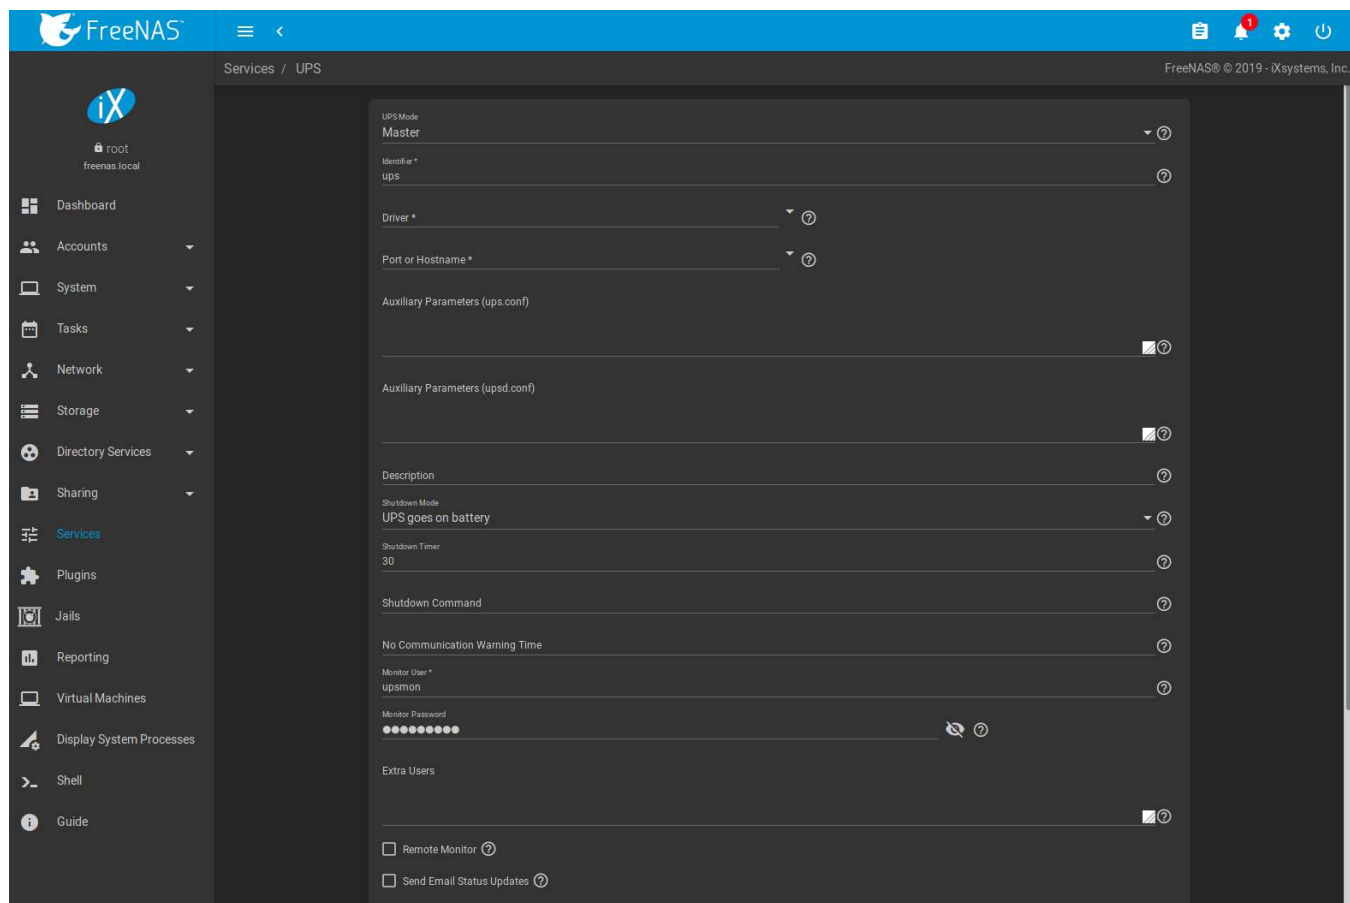 FreeNAS™
1
Services / UPS
FreeNAS® © 2019 - iXsystems, Inc.
iX
root
freenas.local
Dashboard
Accounts
System
Tasks
Network
Storage
Directory Services
Sharing
Services
Plugins
Jails
Reporting
Virtual Machines
Display System Processes
Shell
Guide
UPS Mode
Master
Identifier *
ups
Driver *
Port or Hostname *
Auxiliary Parameters (ups.conf)
Auxiliary Parameters (upsd.conf)
Description
Shutdown Mode
UPS goes on battery
Shutdown Timer
30
Shutdown Command
No Communication Warning Time
Monitor User *
upsmon
Monitor Password
●●●●●●●●●
Extra Users
Remote Monitor
Send Email Status Updates